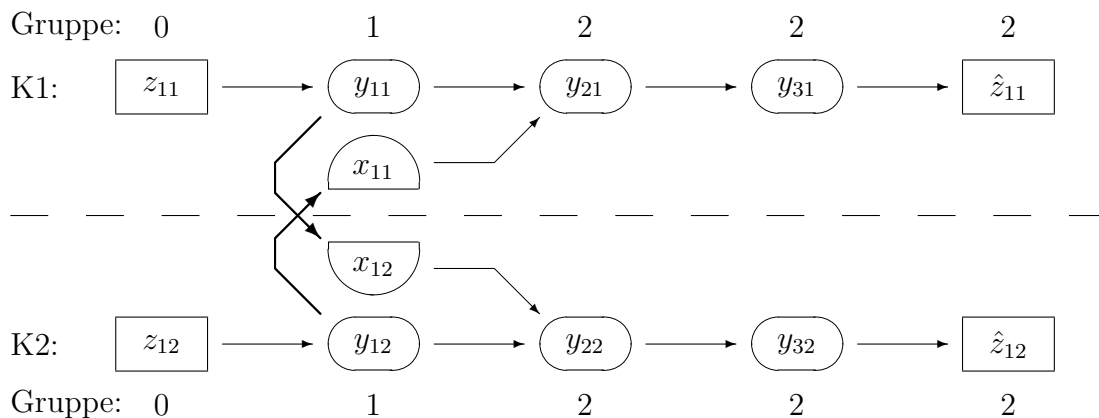 Gruppe: 0 1 2 2 2
K1: z₁₁ y₁₁ y₂₁ y₃₁ ẑ₁₁
x₁₁
x₁₂
K2: z₁₂ y₁₂ y₂₂ y₃₂ ẑ₁₂
Gruppe: 0 1 2 2 2